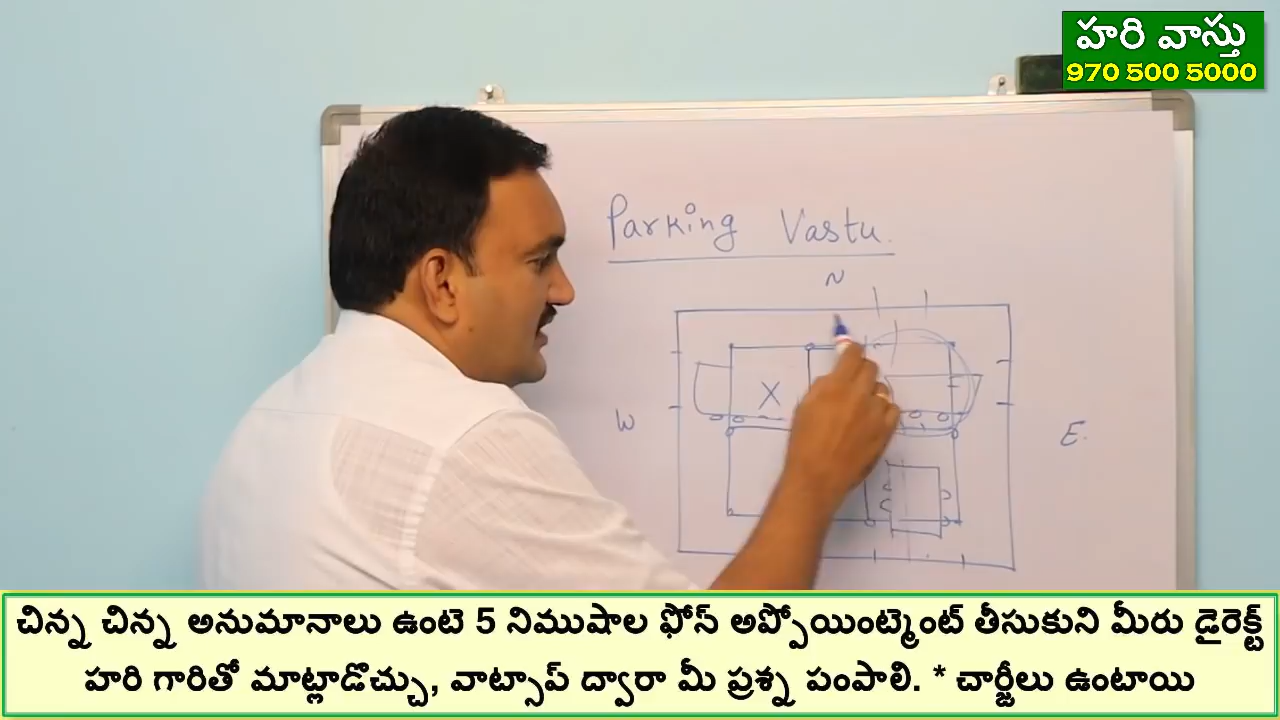 హరి వాస్తు
970 500 5000
Parking Vastu.
N
X
W
E.
చిన్న చిన్న అనుమానాలు ఉంటె 5 నిముషాల ఫోన్ అప్పోయింట్మెంట్ తీసుకుని మీరు డైరెక్ట్
హరి గారితో మాట్లాడొచ్చు, వాట్సాప్ ద్వారా మీ ప్రశ్న పంపాలి. * చార్జీలు ఉంటాయి